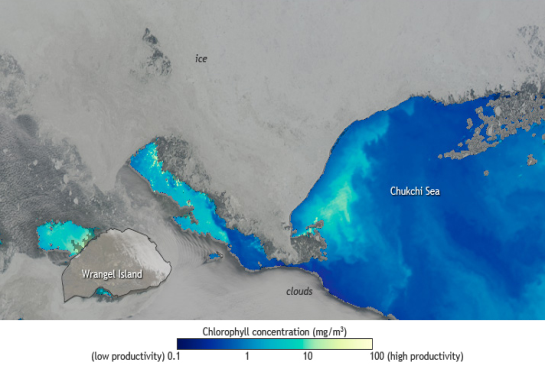 ice
Chukchi Sea
Wrangel Island
clouds
Chlorophyll concentration (mg/m³)
(low productivity) 0.1 1 10 100 (high productivity)